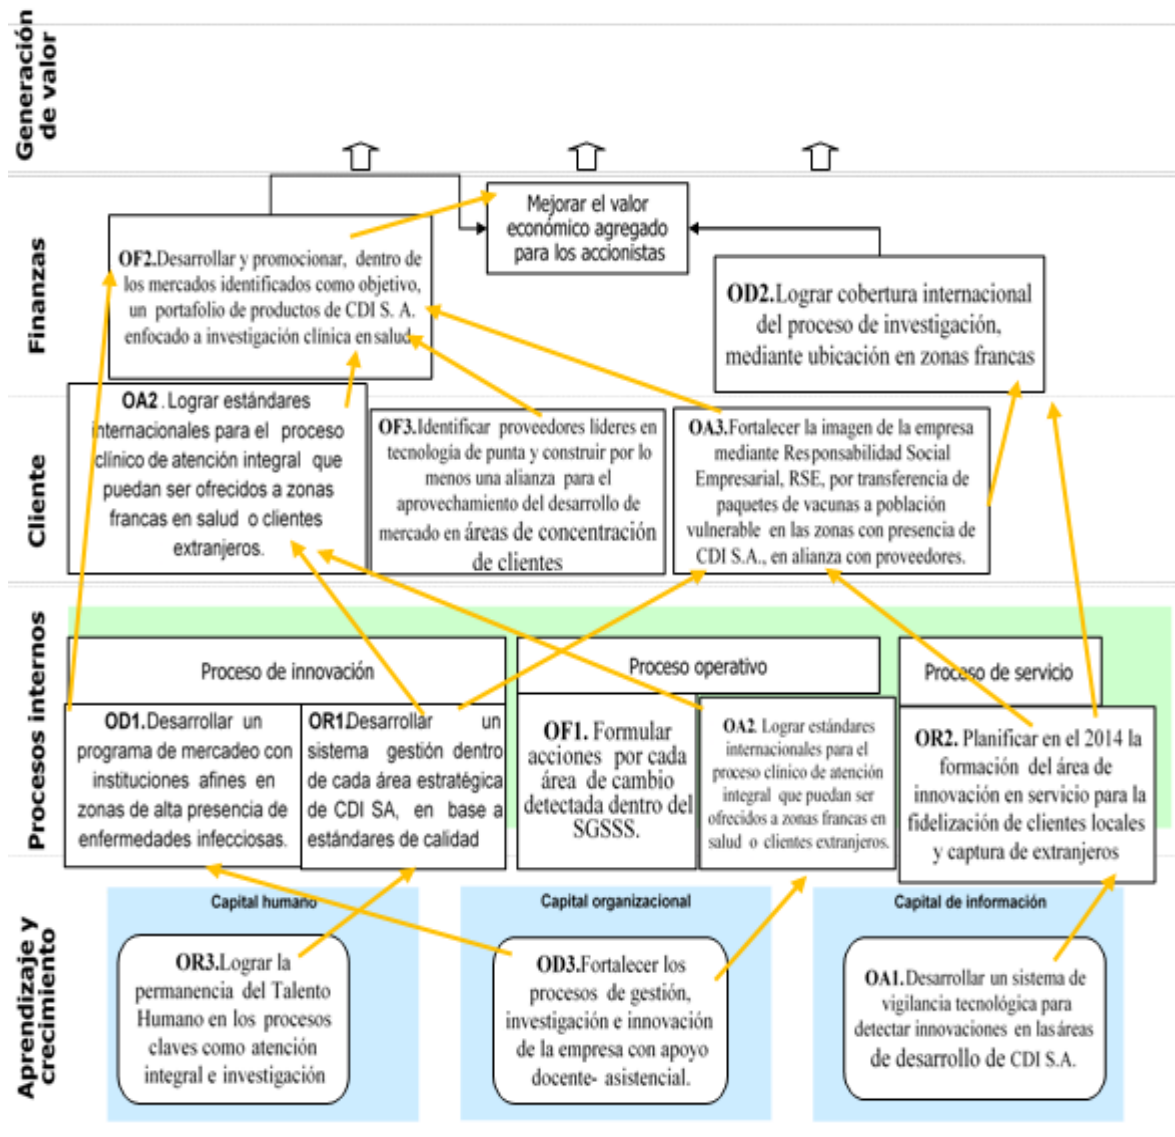 Generación
de valor
Finanzas
Mejorar el valor
económico agregado
para los accionistas
OF2.Desarrollar y promocionar, dentro de
los mercados identificados como objetivo,
un portafolio de productos de CDI S. A.
enfocado a investigación clínica en salud
OD2.Lograr cobertura internacional
del proceso de investigación,
mediante ubicación en zonas francas
Cliente
OA2 . Lograr estándares
internacionales para el proceso
clínico de atención integral que
puedan ser ofrecidos a zonas
francas en salud o clientes
extranjeros.
OF3.Identificar proveedores líderes en
tecnología de punta y construir por lo
menos una alianza para el
aprovechamiento del desarrollo de
mercado en áreas de concentración
de clientes
OA3.Fortalecer la imagen de la empresa
mediante Responsabilidad Social
Empresarial, RSE, por transferencia de
paquetes de vacunas a población
vulnerable en las zonas con presencia de
CDI S.A., en alianza con proveedores.
Procesos internos
Proceso de innovación
Proceso operativo
Proceso de servicio
OD1.Desarrollar un
programa de mercadeo con
instituciones afines en
zonas de alta presencia de
enfermedades infecciosas.
OR1.Desarrollar un
sistema gestión dentro
de cada área estratégica
de CDI SA, en base a
estándares de calidad
OF1. Formular
acciones por cada
área de cambio
detectada dentro del
SGSSS.
OA2. Lograr estándares
internacionales para el
proceso clínico de atención
integral que puedan ser
ofrecidos a zonas francas en
salud o clientes extranjeros.
OR2. Planificar en el 2014 la
formación del área de
innovación en servicio para la
fidelización de clientes locales
y captura de extranjeros
Aprendizaje y
crecimiento
Capital humano
Capital organizacional
Capital de información
OR3.Lograr la
permanencia del Talento
Humano en los procesos
claves como atención
integral e investigación
OD3.Fortalecer los
procesos de gestión,
investigación e innovación
de la empresa con apoyo
docente- asistencial.
OA1.Desarrollar un sistema de
vigilancia tecnológica para
detectar innovaciones en las áreas
de desarrollo de CDI S.A.